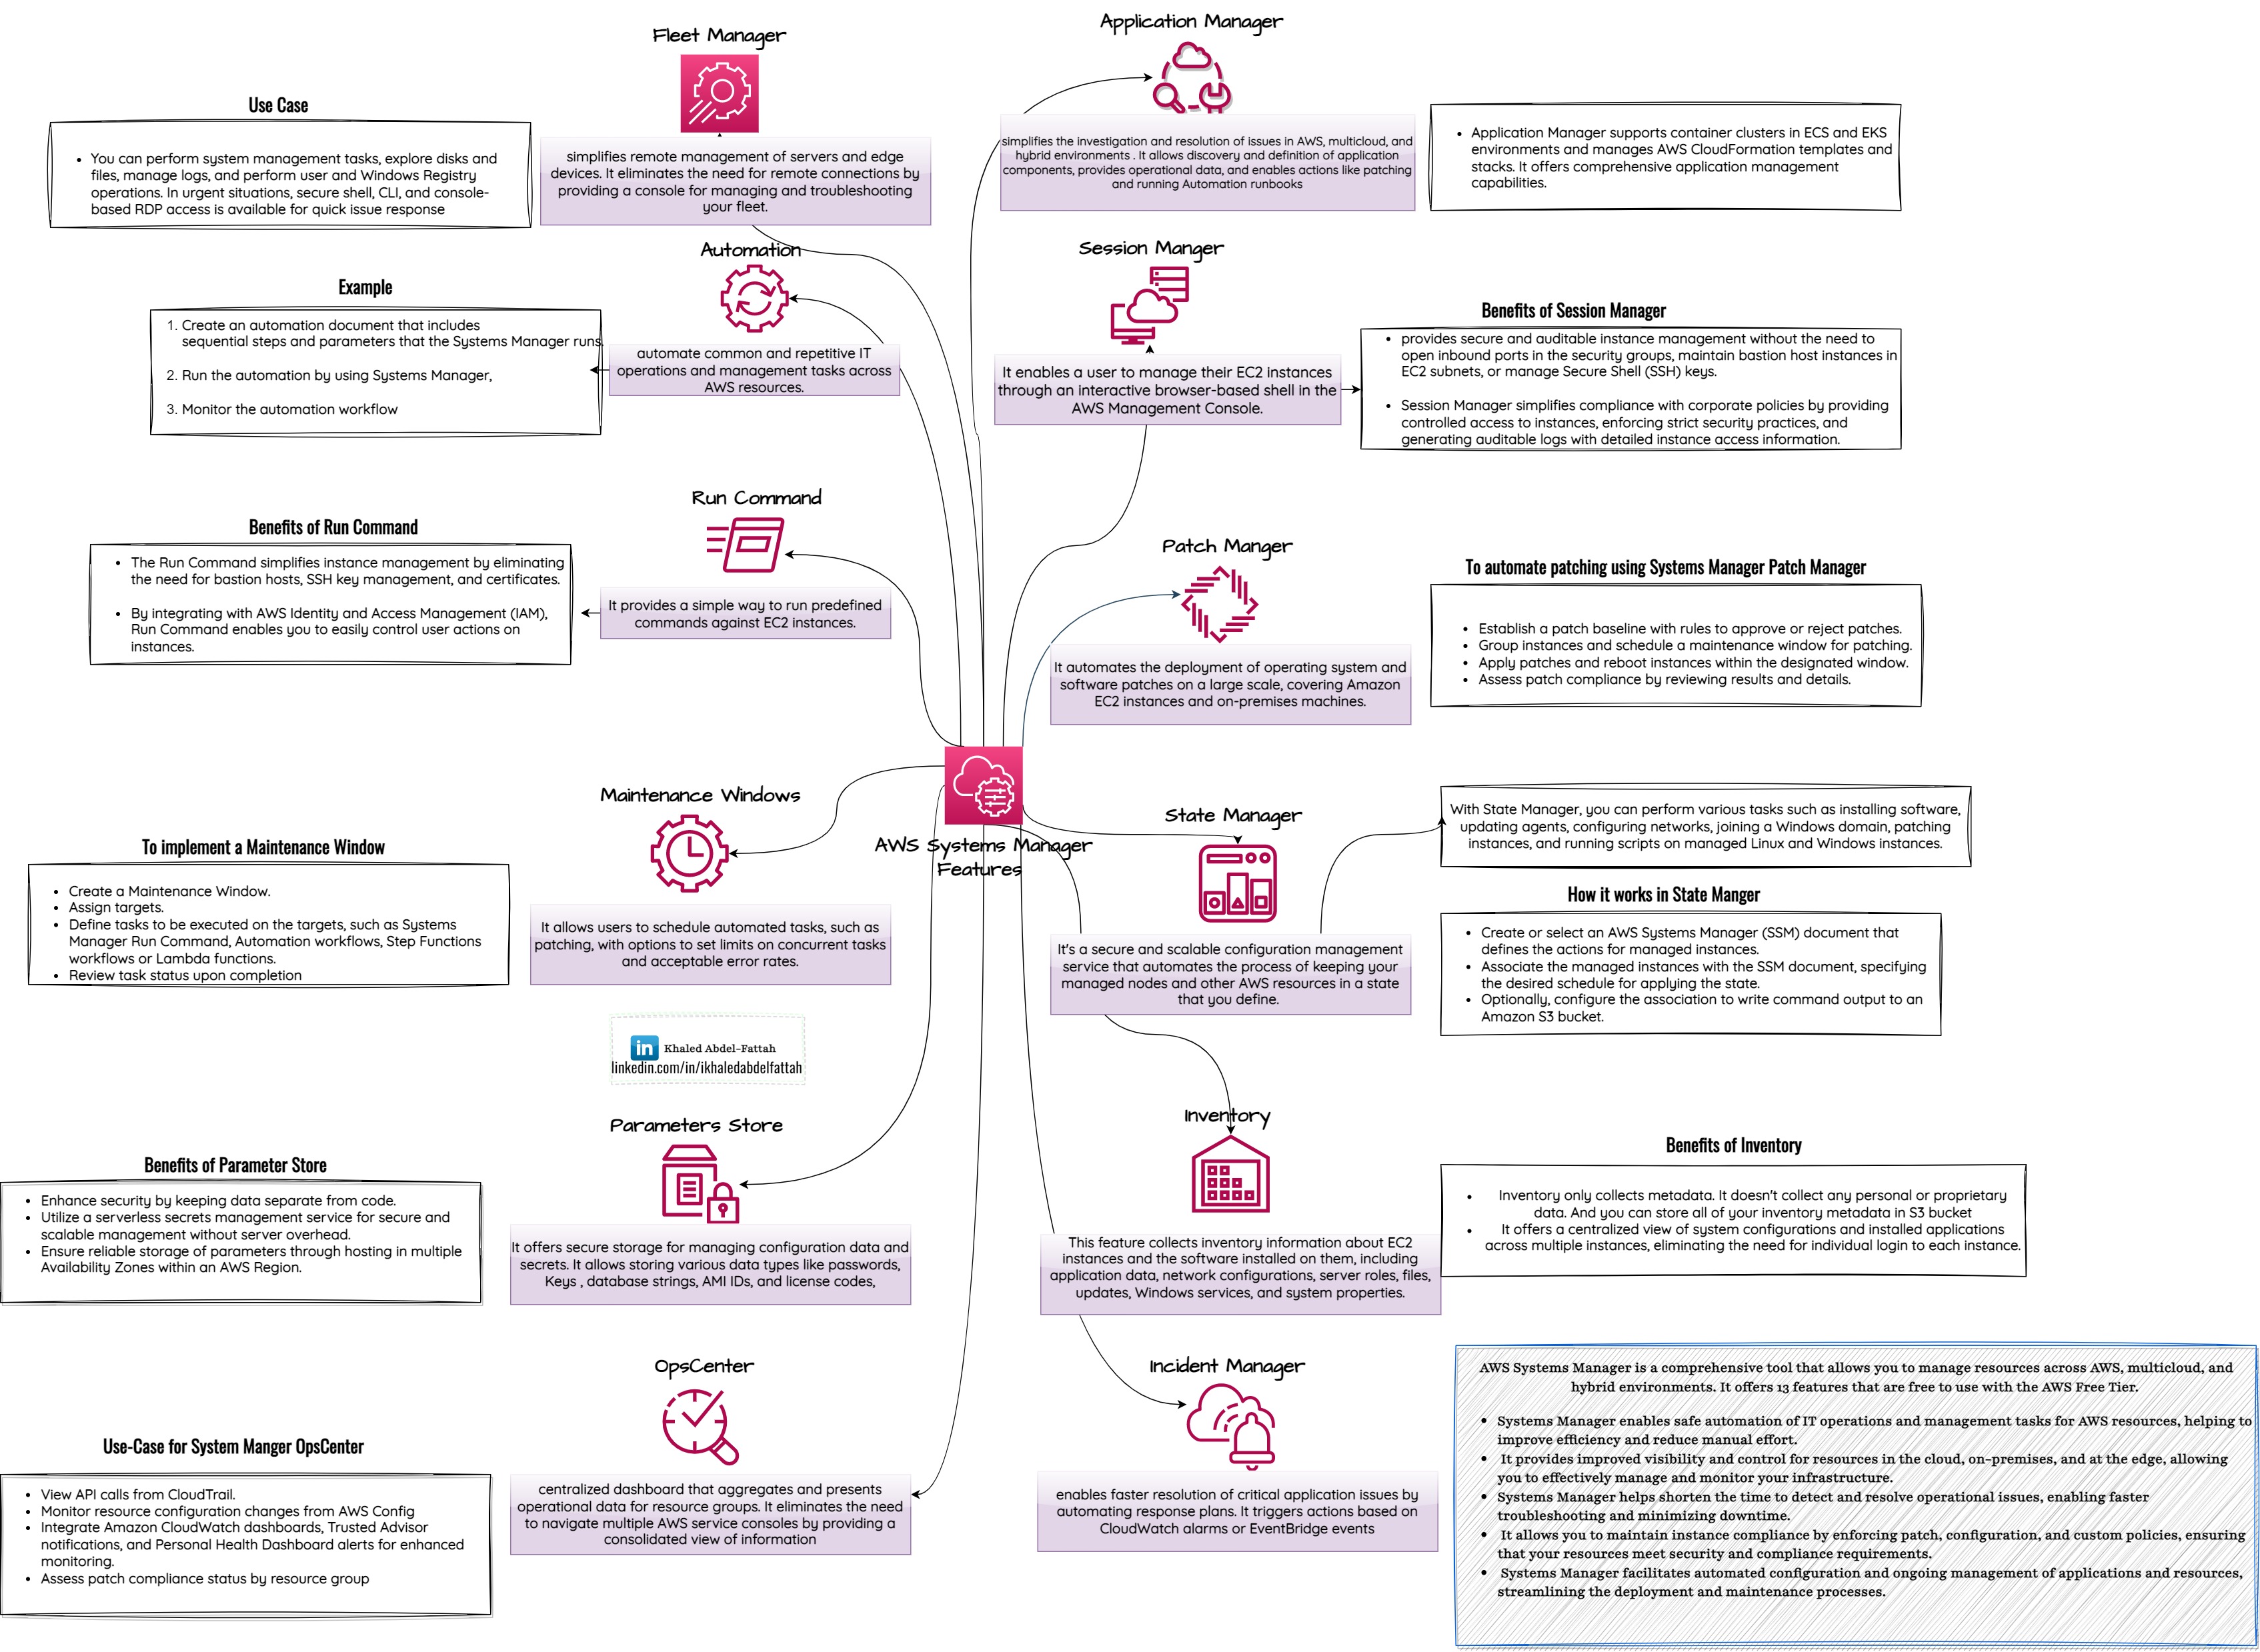 Fleet Manager
Use Case
You can perform system management tasks, explore disks and
files, manage logs, and perform user and Windows Registry
operations. In urgent situations, secure shell, CLI, and console-
based RDP access is available for quick issue response
simplifies remote management of servers and edge
devices. It eliminates the need for remote connections by
providing a console for managing and troubleshooting
your fleet.
Application Manager
simplifies the investigation and resolution of issues in AWS, multicloud, and
hybrid environments . It allows discovery and definition of application
components, provides operational data, and enables actions like patching
and running Automation runbooks
Application Manager supports container clusters in ECS and EKS
environments and manages AWS CloudFormation templates and
stacks. It offers comprehensive application management
capabilities.
Automation
Example
1. Create an automation document that includes
sequential steps and parameters that the Systems Manager runs.
2. Run the automation by using Systems Manager,
3. Monitor the automation workflow
automate common and repetitive IT
operations and management tasks across
AWS resources.
Session Manger
It enables a user to manage their EC2 instances
through an interactive browser-based shell in the
AWS Management Console.
Benefits of Session Manager
provides secure and auditable instance management without the need to
open inbound ports in the security groups, maintain bastion host instances in
EC2 subnets, or manage Secure Shell (SSH) keys.
Session Manager simplifies compliance with corporate policies by providing
controlled access to instances, enforcing strict security practices, and
generating auditable logs with detailed instance access information.
Run Command
Benefits of Run Command
The Run Command simplifies instance management by eliminating
the need for bastion hosts, SSH key management, and certificates.
By integrating with AWS Identity and Access Management (IAM),
Run Command enables you to easily control user actions on
instances.
It provides a simple way to run predefined
commands against EC2 instances.
Patch Manger
It automates the deployment of operating system and
software patches on a large scale, covering Amazon
EC2 instances and on-premises machines.
To automate patching using Systems Manager Patch Manager
Establish a patch baseline with rules to approve or reject patches.
Group instances and schedule a maintenance window for patching.
Apply patches and reboot instances within the designated window.
Assess patch compliance by reviewing results and details.
AWS Systems Manager
Features
Maintenance Windows
To implement a Maintenance Window
Create a Maintenance Window.
Assign targets.
Define tasks to be executed on the targets, such as Systems
Manager Run Command, Automation workflows, Step Functions
workflows or Lambda functions.
Review task status upon completion
It allows users to schedule automated tasks, such as
patching, with options to set limits on concurrent tasks
and acceptable error rates.
State Manager
It's a secure and scalable configuration management
service that automates the process of keeping your
managed nodes and other AWS resources in a state
that you define.
With State Manager, you can perform various tasks such as installing software,
updating agents, configuring networks, joining a Windows domain, patching
instances, and running scripts on managed Linux and Windows instances.
How it works in State Manger
Create or select an AWS Systems Manager (SSM) document that
defines the actions for managed instances.
Associate the managed instances with the SSM document, specifying
the desired schedule for applying the state.
Optionally, configure the association to write command output to an
Amazon S3 bucket.
in Khaled Abdel-Fattah
linkedin.com/in/ikhaledabdelfattah
Parameters Store
Benefits of Parameter Store
Enhance security by keeping data separate from code.
Utilize a serverless secrets management service for secure and
scalable management without server overhead.
Ensure reliable storage of parameters through hosting in multiple
Availability Zones within an AWS Region.
It offers secure storage for managing configuration data and
secrets. It allows storing various data types like passwords,
Keys , database strings, AMI IDs, and license codes,
Inventory
This feature collects inventory information about EC2
instances and the software installed on them, including
application data, network configurations, server roles, files,
updates, Windows services, and system properties.
Benefits of Inventory
Inventory only collects metadata. It doesn't collect any personal or proprietary
data. And you can store all of your inventory metadata in S3 bucket
It offers a centralized view of system configurations and installed applications
across multiple instances, eliminating the need for individual login to each instance.
OpsCenter
Use-Case for System Manger OpsCenter
View API calls from CloudTrail.
Monitor resource configuration changes from AWS Config
Integrate Amazon CloudWatch dashboards, Trusted Advisor
notifications, and Personal Health Dashboard alerts for enhanced
monitoring.
Assess patch compliance status by resource group
centralized dashboard that aggregates and presents
operational data for resource groups. It eliminates the need
to navigate multiple AWS service consoles by providing a
consolidated view of information
Incident Manager
enables faster resolution of critical application issues by
automating response plans. It triggers actions based on
CloudWatch alarms or EventBridge events
AWS Systems Manager is a comprehensive tool that allows you to manage resources across AWS, multicloud, and
hybrid environments. It offers 13 features that are free to use with the AWS Free Tier.
Systems Manager enables safe automation of IT operations and management tasks for AWS resources, helping to
improve efficiency and reduce manual effort.
It provides improved visibility and control for resources in the cloud, on-premises, and at the edge, allowing
you to effectively manage and monitor your infrastructure.
Systems Manager helps shorten the time to detect and resolve operational issues, enabling faster
troubleshooting and minimizing downtime.
It allows you to maintain instance compliance by enforcing patch, configuration, and custom policies, ensuring
that your resources meet security and compliance requirements.
Systems Manager facilitates automated configuration and ongoing management of applications and resources,
streamlining the deployment and maintenance processes.